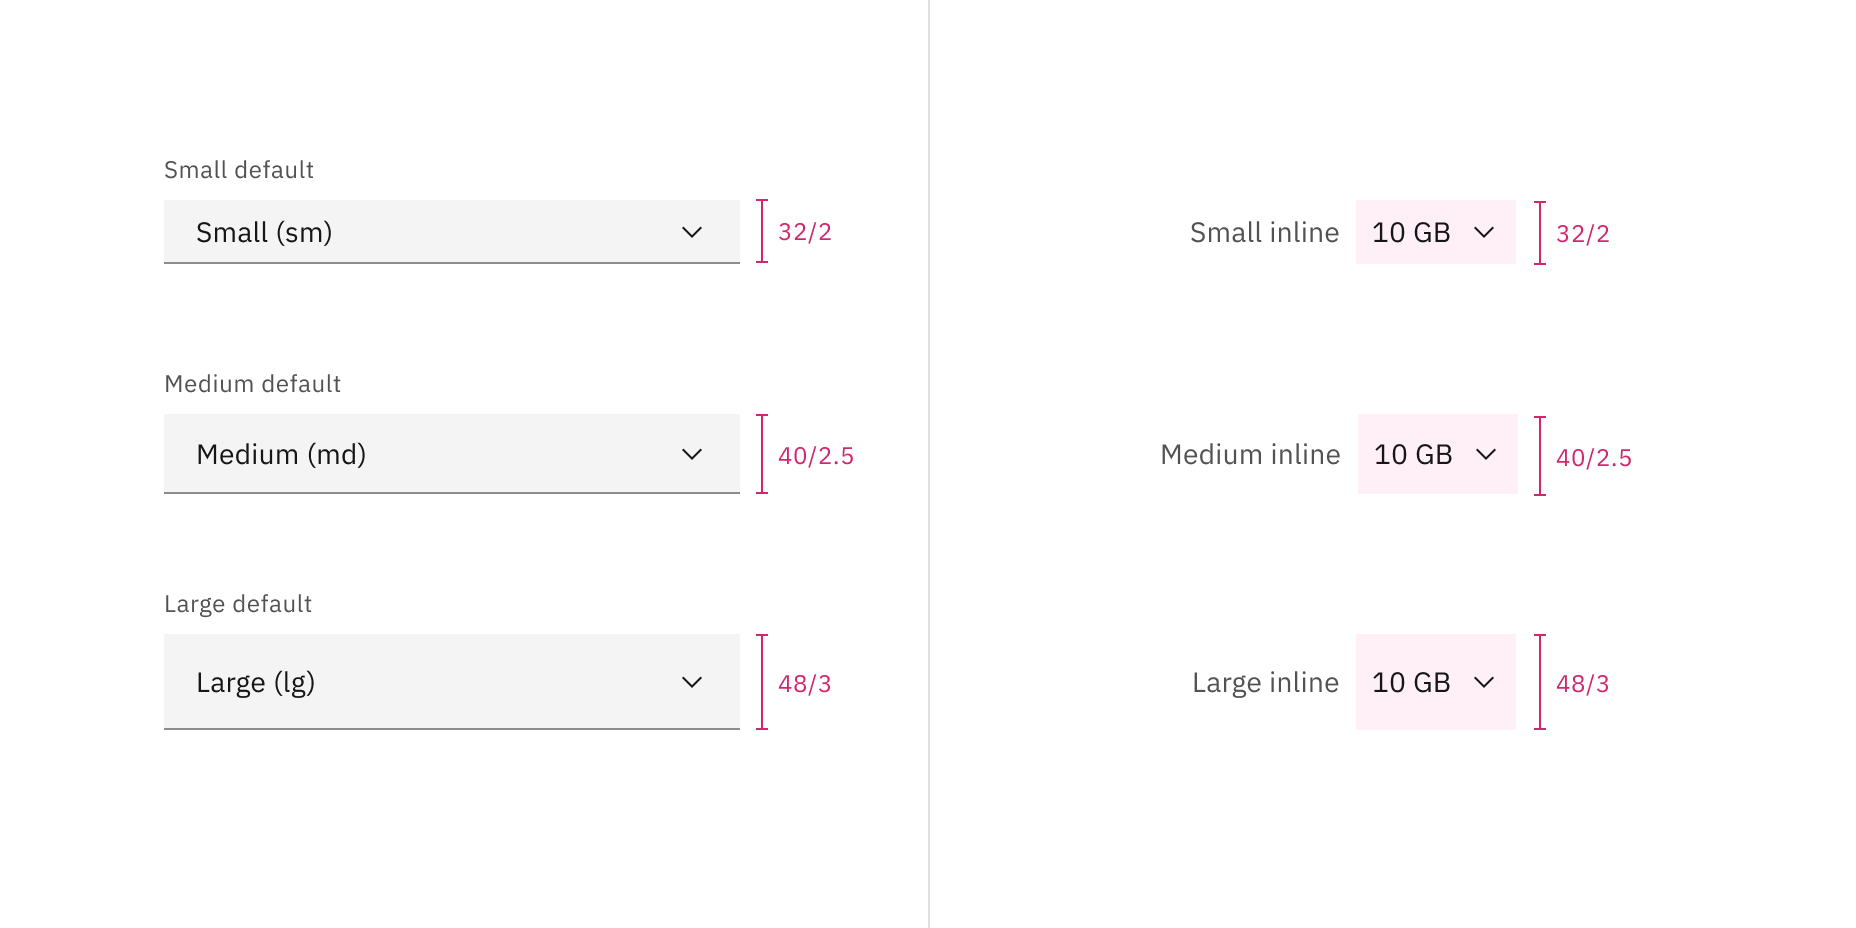 Small default
Small (sm)
32/2
Medium default
Medium (md)
40/2.5
Large default
Large (lg)
48/3
Small inline
10 GB
32/2
Medium inline
10 GB
40/2.5
Large inline
10 GB
48/3